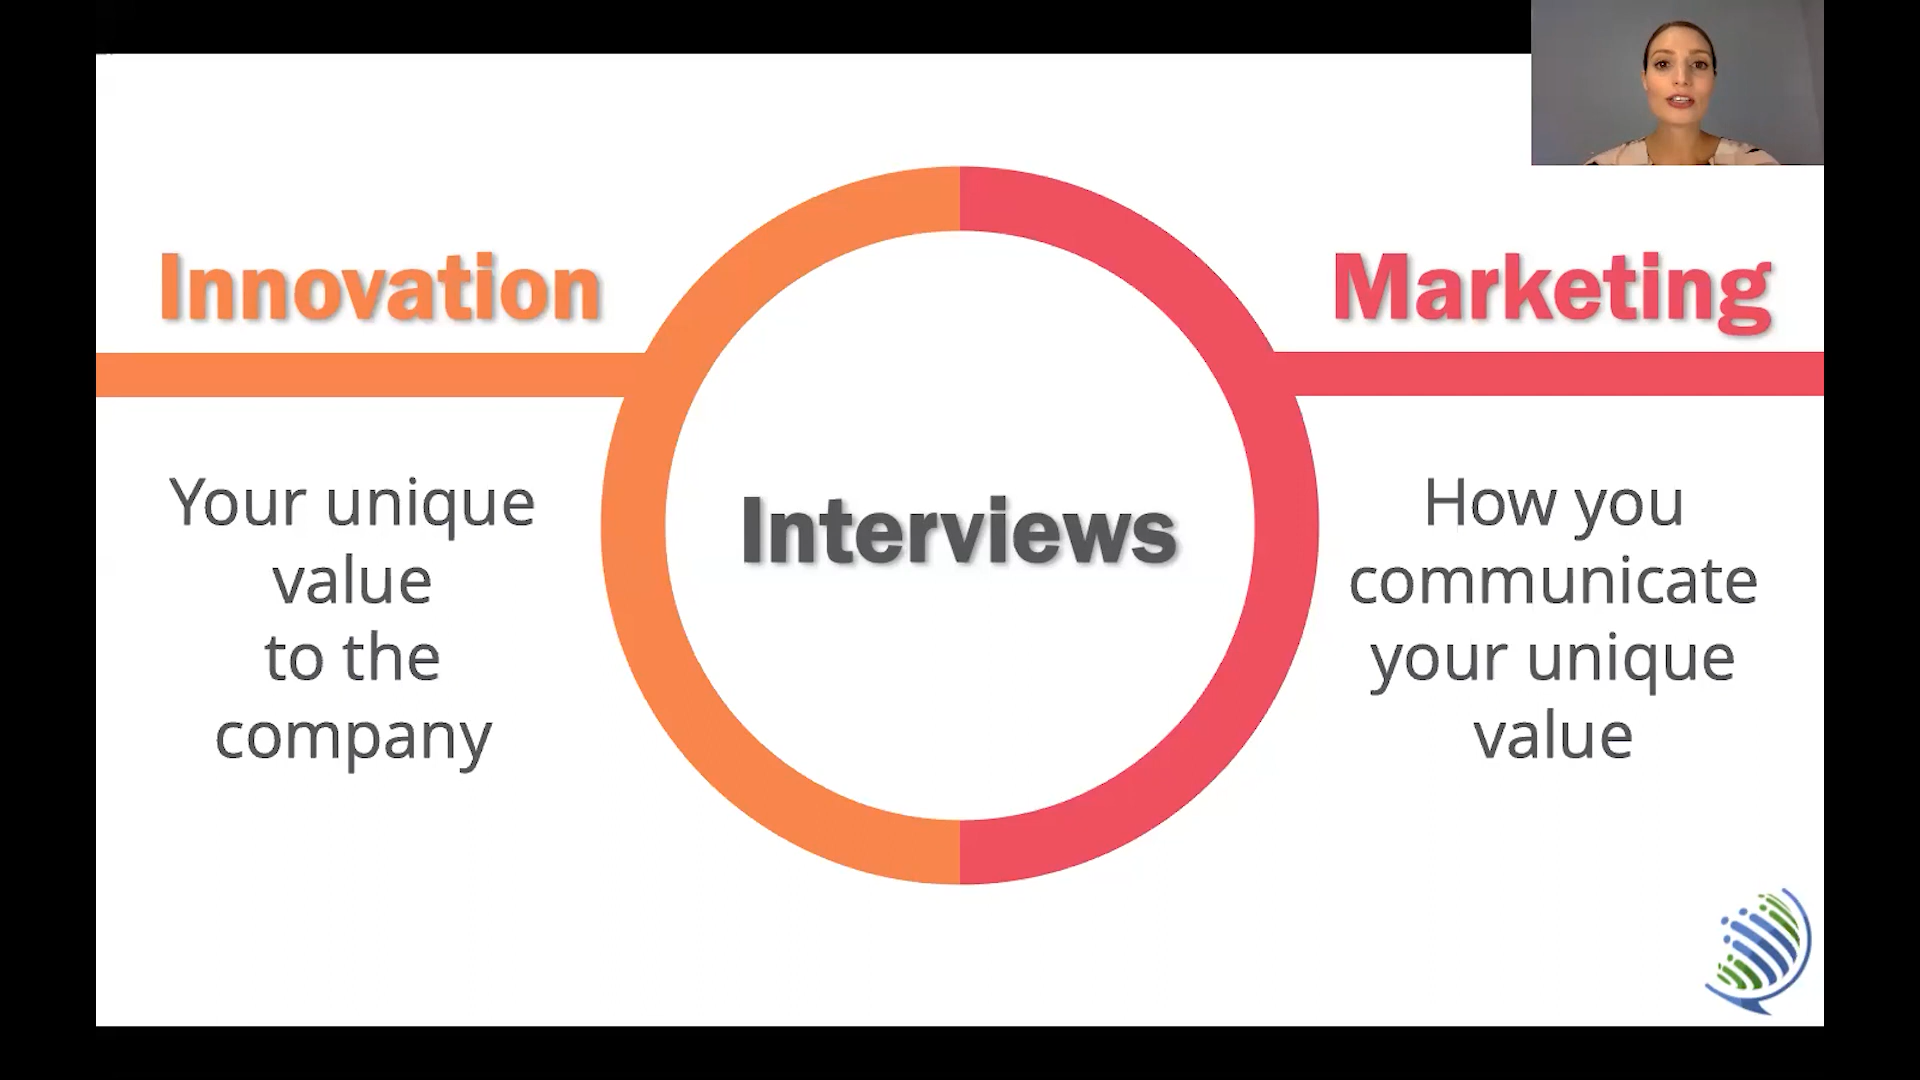 Innovation
Your unique
value
to the
company
Interviews
Marketing
How you
communicate
your unique
value